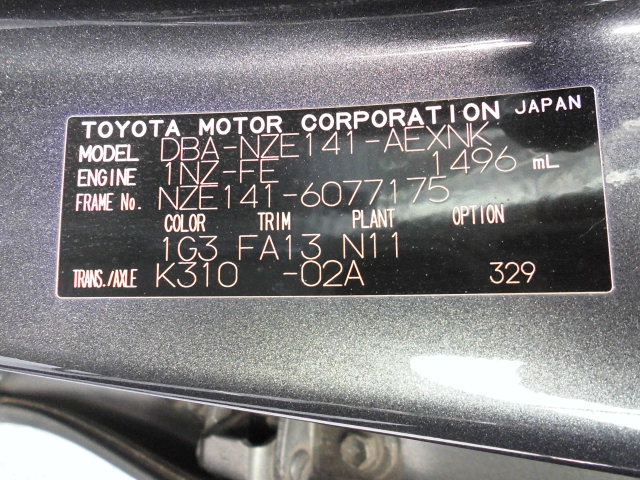 TOYOTA MOTOR CORPORATION JAPAN
MODEL DBA-NZE141-AEXNK
ENGINE 1NZ-FE 1496 mL
FRAME No. NZE141-6077175
COLOR TRIM PLANT OPTION
1G3 FA13 N11
TRANS./AXLE K310 -02A 329